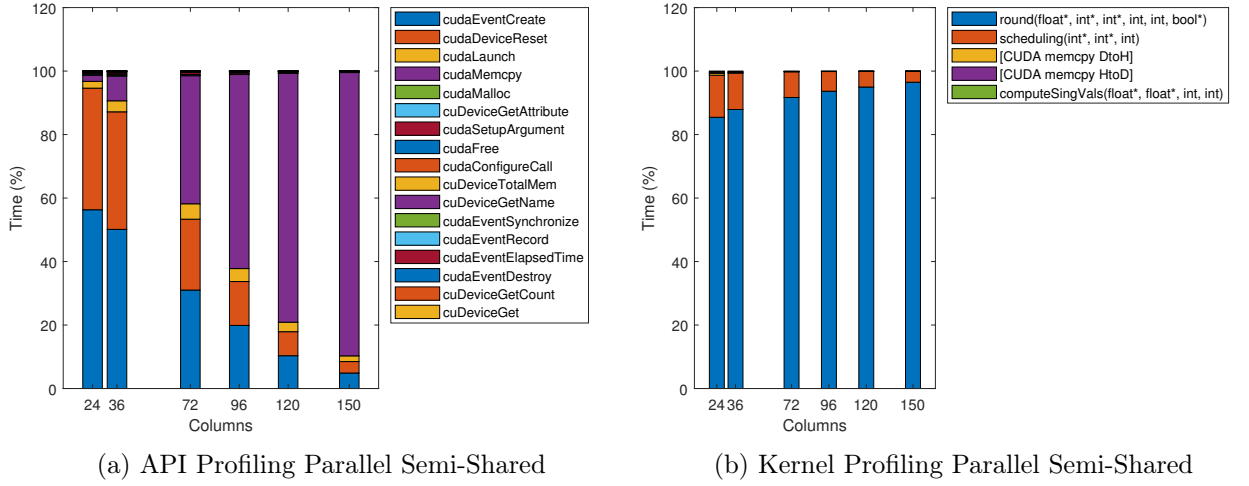 120
100
80
60
40
20
0
Time (%)
24 36 72 96 120 150
Columns
cudaEventCreate
cudaDeviceReset
cudaLaunch
cudaMemcpy
cudaMalloc
cuDeviceGetAttribute
cudaSetupArgument
cudaFree
cudaConfigureCall
cuDeviceTotalMem
cuDeviceGetName
cudaEventSynchronize
cudaEventRecord
cudaEventElapsedTime
cudaEventDestroy
cuDeviceGetCount
cuDeviceGet
(a) API Profiling Parallel Semi-Shared
120
100
80
60
40
20
0
Time (%)
24 36 72 96 120 150
Columns
round(float*, int*, int*, int, int, bool*)
scheduling(int*, int*, int)
[CUDA memcpy DtoH]
[CUDA memcpy HtoD]
computeSingVals(float*, float*, int, int)
(b) Kernel Profiling Parallel Semi-Shared